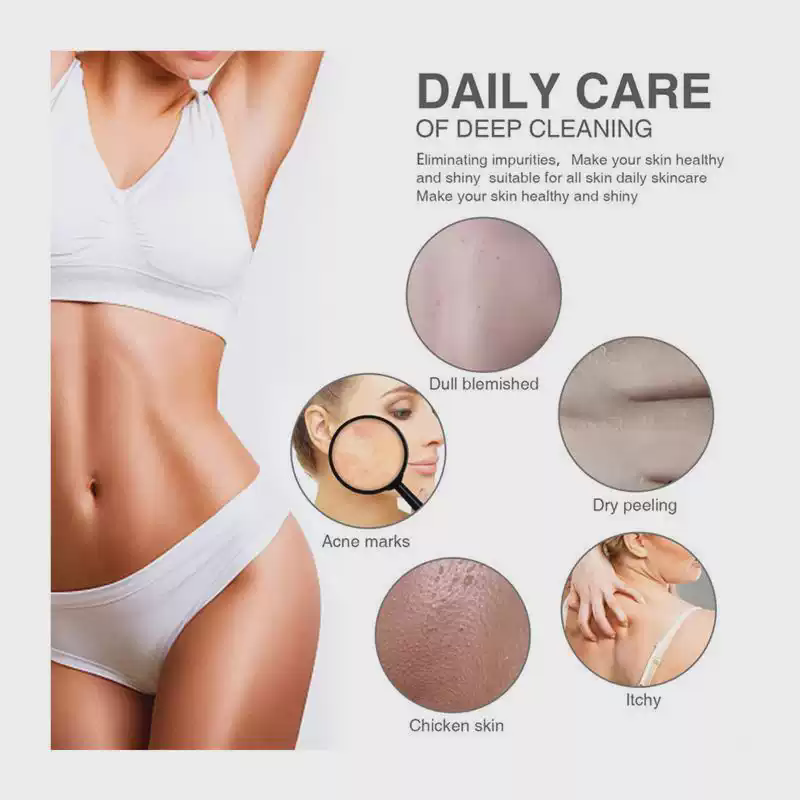 DAILY CARE
OF DEEP CLEANING
Eliminating impurities, Make your skin healthy
and shiny suitable for all skin daily skincare
Make your skin healthy and shiny
Dull blemished
Dry peeling
Acne marks
Itchy
Chicken skin